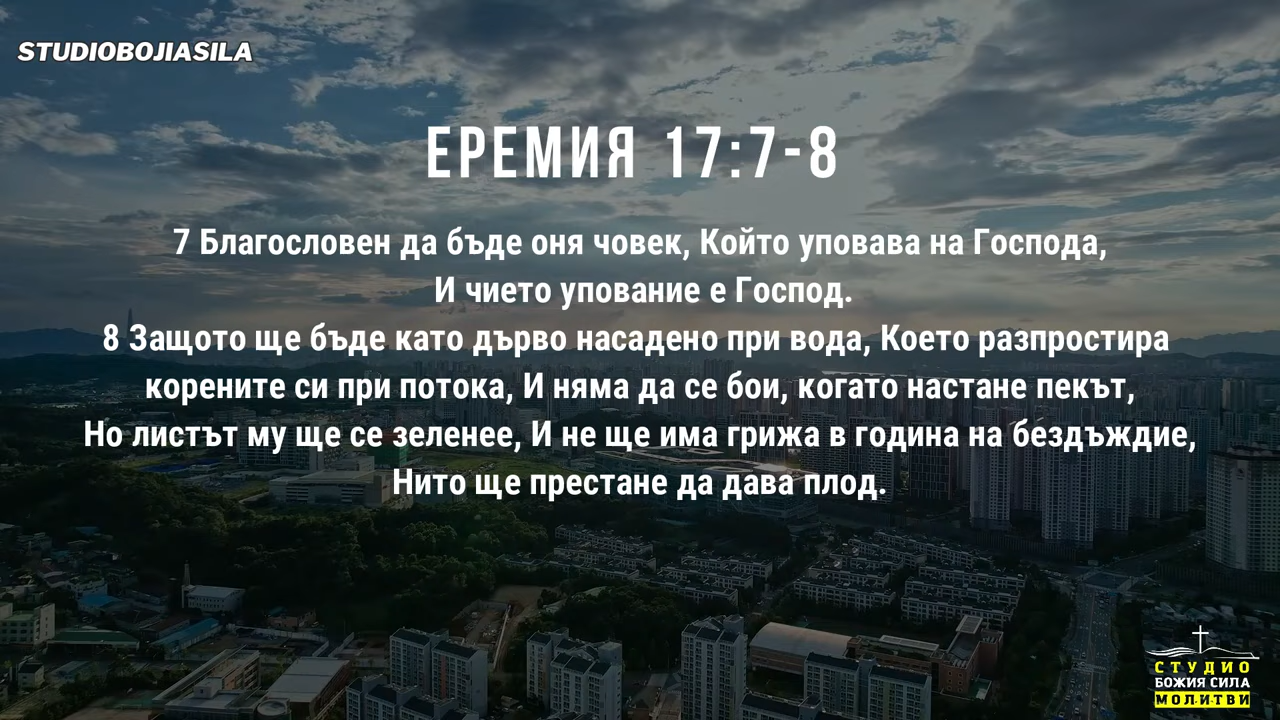 STUDIOBOJIASILA
ЕРЕМИЯ 17:7-8
7 Благословен да бъде оня човек, Който уповава на Господа,
И чието упование е Господ.
8 Защото ще бъде като дърво насадено при вода, Което разпростира
корените си при потока, И няма да се бои, когато настане пекът,
Но листът му ще се зеленее, И не ще има грижа в година на бездъждие,
Нито ще престане да дава плод.
СТУДИО
БОЖИЯ СИЛА
МОЛИТВИ